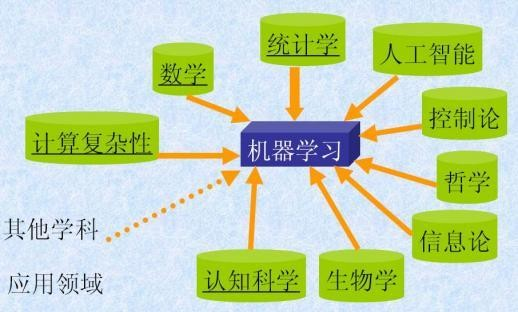 统计学
人工智能
数学
控制论
计算复杂性
机器学习
哲学
其他学科
信息论
应用领域
认知科学
生物学